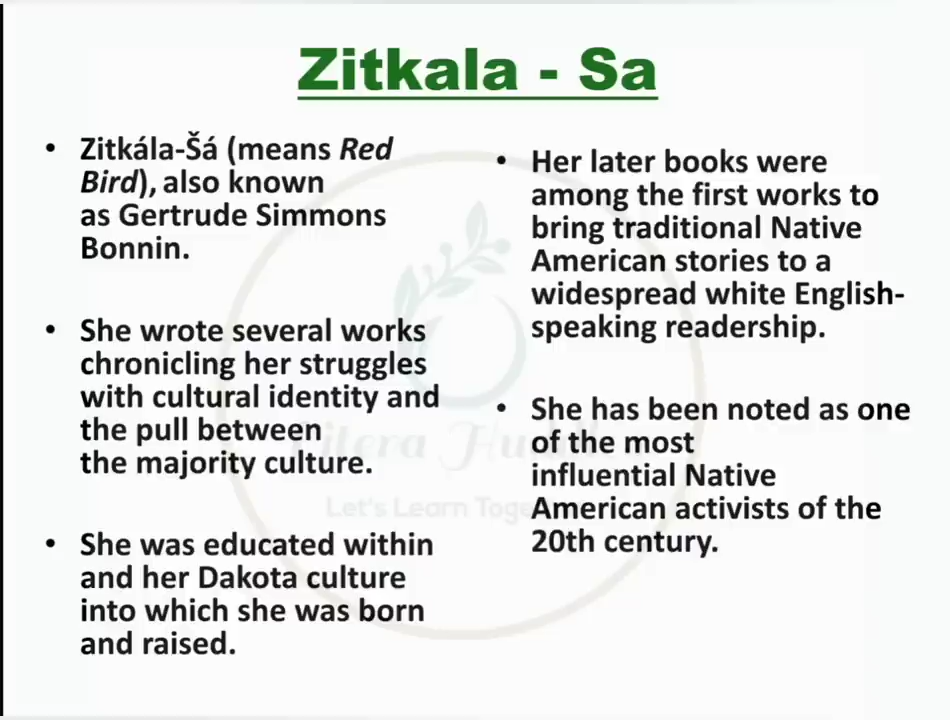 Zitkala - Sa
• Zitkála-Šá (means Red
Bird), also known
as Gertrude Simmons
Bonnin.
• She wrote several works
chronicling her struggles
with cultural identity and
the pull between
the majority culture.
• She was educated within
and her Dakota culture
into which she was born
and raised.
• Her later books were
among the first works to
bring traditional Native
American stories to a
widespread white English-
speaking readership.
• She has been noted as one
of the most
influential Native
American activists of the
20th century.
Let's Learn